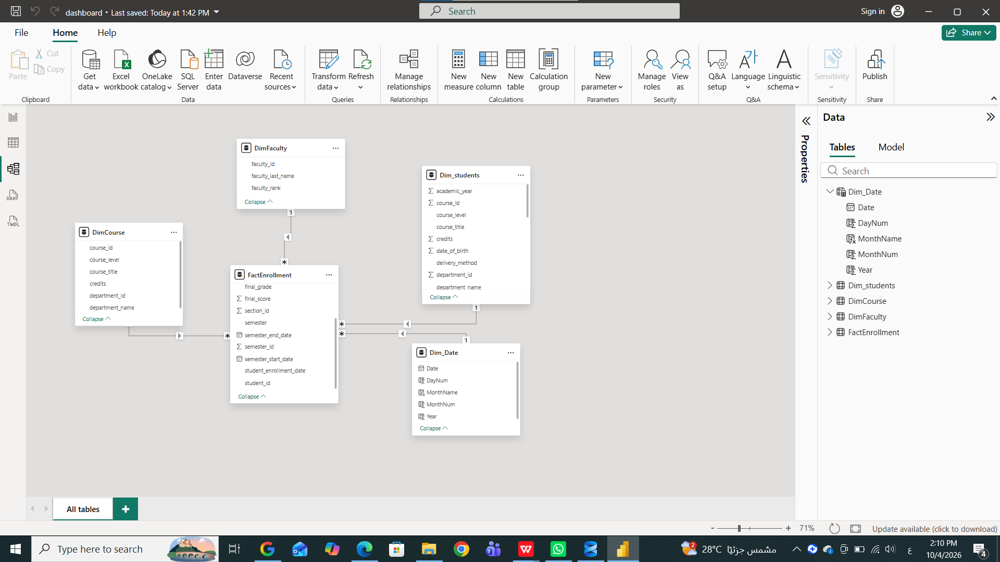 dashboard • Last saved: Today at 1:42 PM
Search
Sign in
File
Home
Help
Share
Paste
Cut
Copy
Clipboard
Get data
Excel workbook
OneLake catalog
SQL Server
Enter data
Dataverse
Recent sources
Data
Transform data
Refresh
Queries
Manage relationships
Relationships
New measure
New column
New table
Calculation group
Calculations
New parameter
Parameters
Manage roles
View as
Security
Q&A setup
Language
Linguistic schema
Q&A
Sensitivity
Sensitivity
Publish
Share
DAX
TMDL
DimFaculty
faculty_id
faculty_last_name
faculty_rank
Collapse
1
*
DimCourse
course_id
course_level
course_title
credits
department_id
department_name
Collapse
*
FactEnrollment
final_grade
final_score
section_id
semester
semester_end_date
semester_id
semester_start_date
student_enrollment_date
student_id
Collapse
Dim_students
academic_year
course_id
course_level
course_title
credits
date_of_birth
delivery_method
department_id
department_name
Collapse
1
*
*
1
Dim_Date
Date
DayNum
MonthName
MonthNum
Year
Collapse
Properties
Data
Tables
Model
Search
Dim_Date
Date
DayNum
MonthName
MonthNum
Year
Dim_students
DimCourse
DimFaculty
FactEnrollment
All tables
+
- + 71%
Update available (click to download)
Type here to search
2
28°C مشمس جزئيًا
ع
2:10 PM
10/4/2026
4